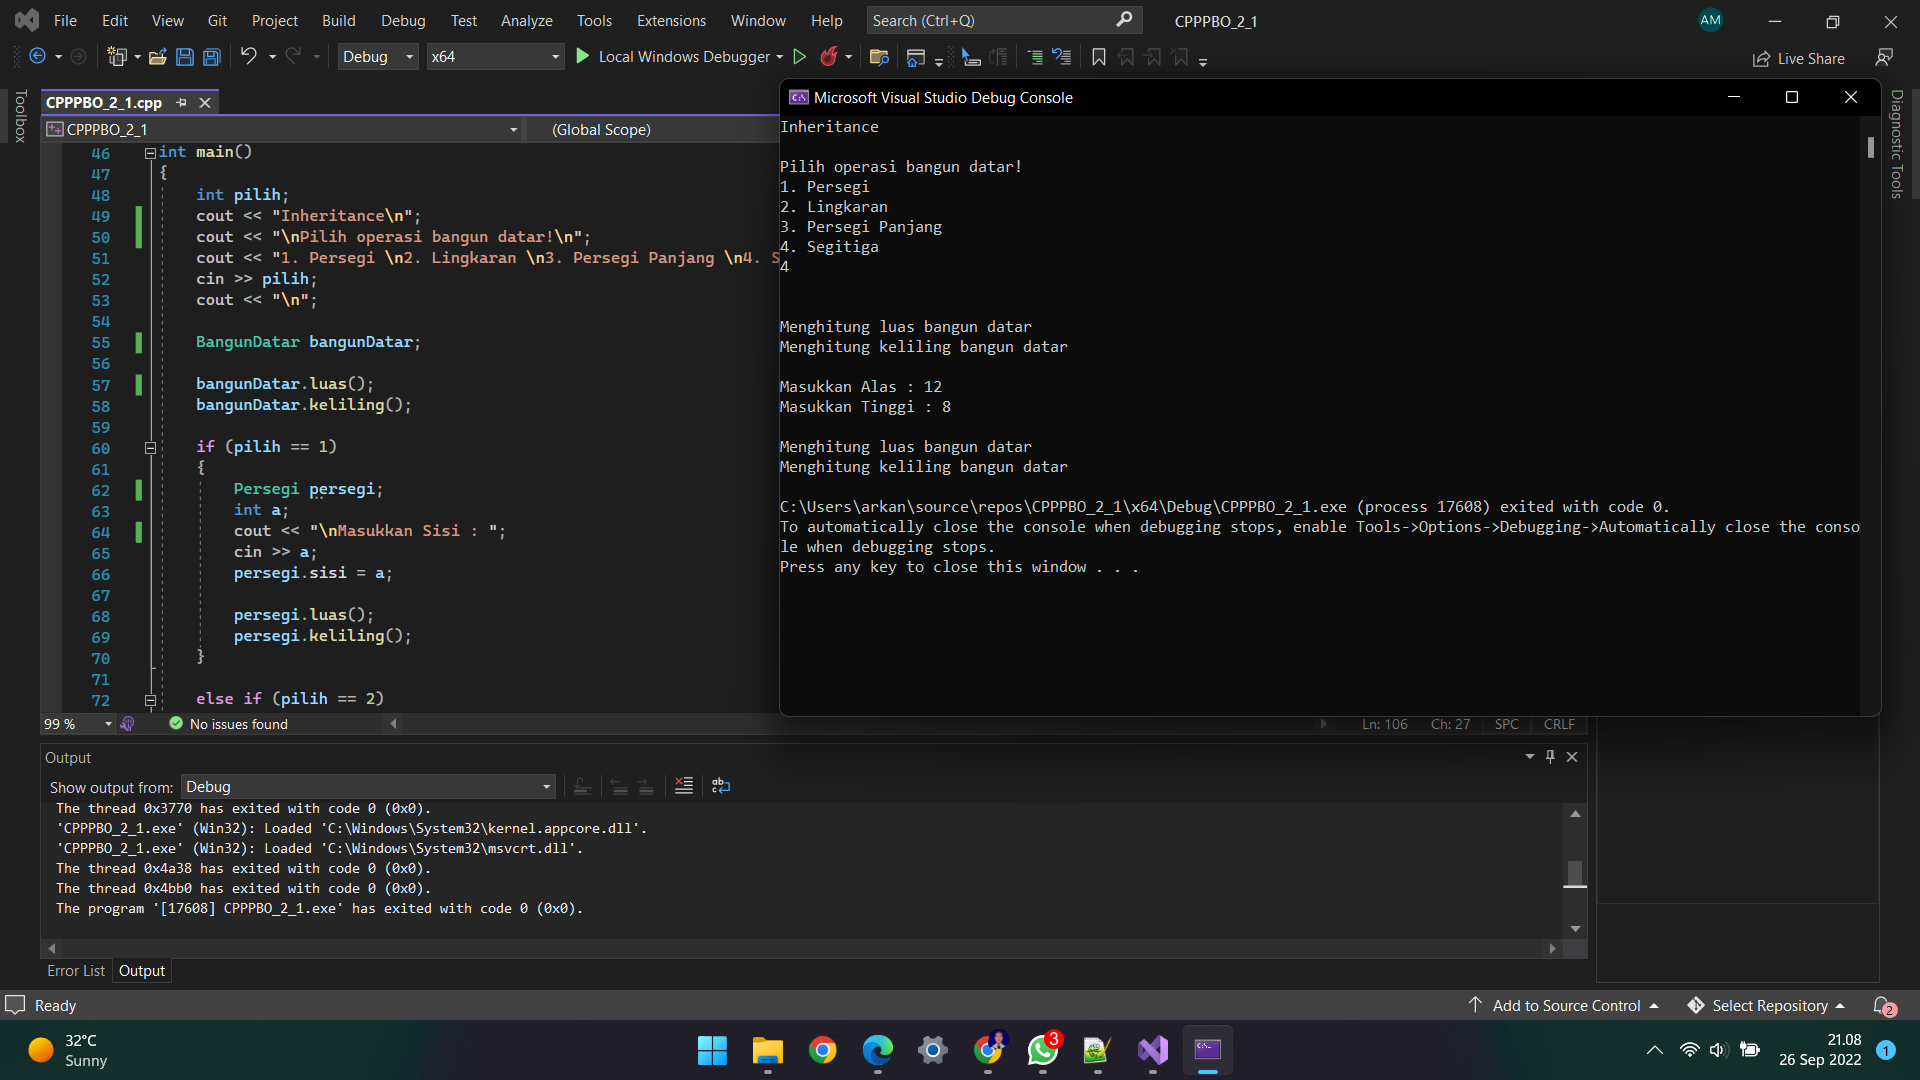 File Edit View Git Project Build Debug Test Analyze Tools Extensions Window Help Search (Ctrl+Q) CPPPBO_2_1 AM
Debug x64 Local Windows Debugger Live Share
Toolbox
CPPPBO_2_1.cpp
CPPPBO_2_1 (Global Scope)
46 int main()
47 {
48 int pilih;
49 cout << "Inheritance\n";
50 cout << "\nPilih operasi bangun datar!\n";
51 cout << "1. Persegi \n2. Lingkaran \n3. Persegi Panjang \n4. S
52 cin >> pilih;
53 cout << "\n";
54
55 BangunDatar bangunDatar;
56
57 bangunDatar.luas();
58 bangunDatar.keliling();
59
60 if (pilih == 1)
61 {
62 Persegi persegi;
63 int a;
64 cout << "\nMasukkan Sisi : ";
65 cin >> a;
66 persegi.sisi = a;
67
68 persegi.luas();
69 persegi.keliling();
70 }
71
72 else if (pilih == 2)
99 % No issues found Ln: 106 Ch: 27 SPC CRLF
Microsoft Visual Studio Debug Console
Inheritance
Pilih operasi bangun datar!
1. Persegi
2. Lingkaran
3. Persegi Panjang
4. Segitiga
4
Menghitung luas bangun datar
Menghitung keliling bangun datar
Masukkan Alas : 12
Masukkan Tinggi : 8
Menghitung luas bangun datar
Menghitung keliling bangun datar
C:\Users\arkan\source\repos\CPPPBO_2_1\x64\Debug\CPPPBO_2_1.exe (process 17608) exited with code 0.
To automatically close the console when debugging stops, enable Tools->Options->Debugging->Automatically close the conso
le when debugging stops.
Press any key to close this window . . .
Diagnostic Tools
Output
Show output from: Debug
The thread 0x3770 has exited with code 0 (0x0).
'CPPPBO_2_1.exe' (Win32): Loaded 'C:\Windows\System32\kernel.appcore.dll'.
'CPPPBO_2_1.exe' (Win32): Loaded 'C:\Windows\System32\msvcrt.dll'.
The thread 0x4a38 has exited with code 0 (0x0).
The thread 0x4bb0 has exited with code 0 (0x0).
The program '[17608] CPPPBO_2_1.exe' has exited with code 0 (0x0).
Error List Output
Ready Add to Source Control Select Repository 2
32°C
Sunny
3
21.08
26 Sep 2022
1